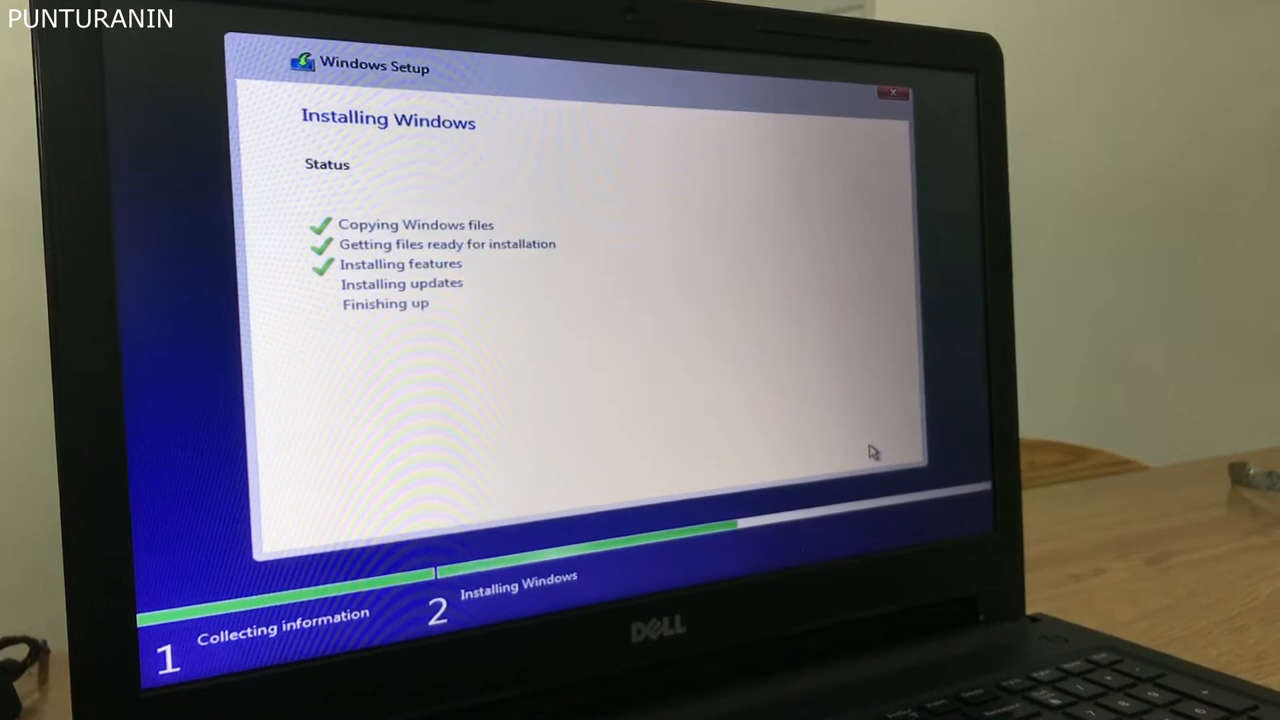 PUNTURANIN
Windows Setup
Installing Windows
Status
Copying Windows files
Getting files ready for installation
Installing features
Installing updates
Finishing up
1 Collecting information
2 Installing Windows
DELL